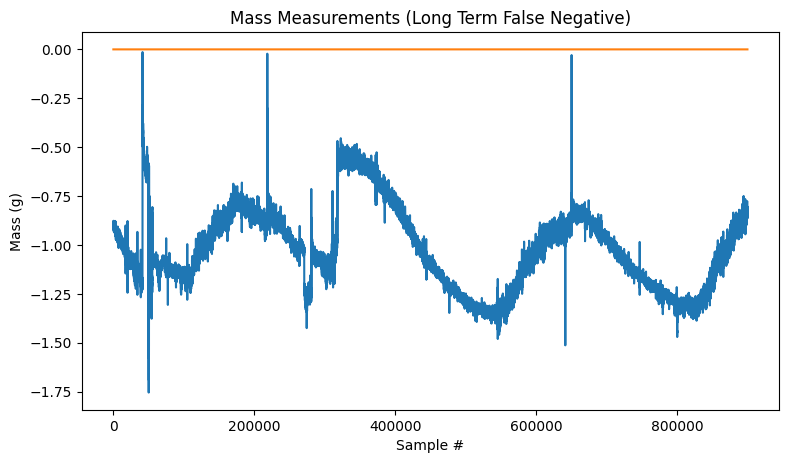 Mass Measurements (Long Term False Negative)
0.00
−0.25
−0.50
−0.75
−1.00
−1.25
−1.50
−1.75
Mass (g)
0 200000 400000 600000 800000
Sample #